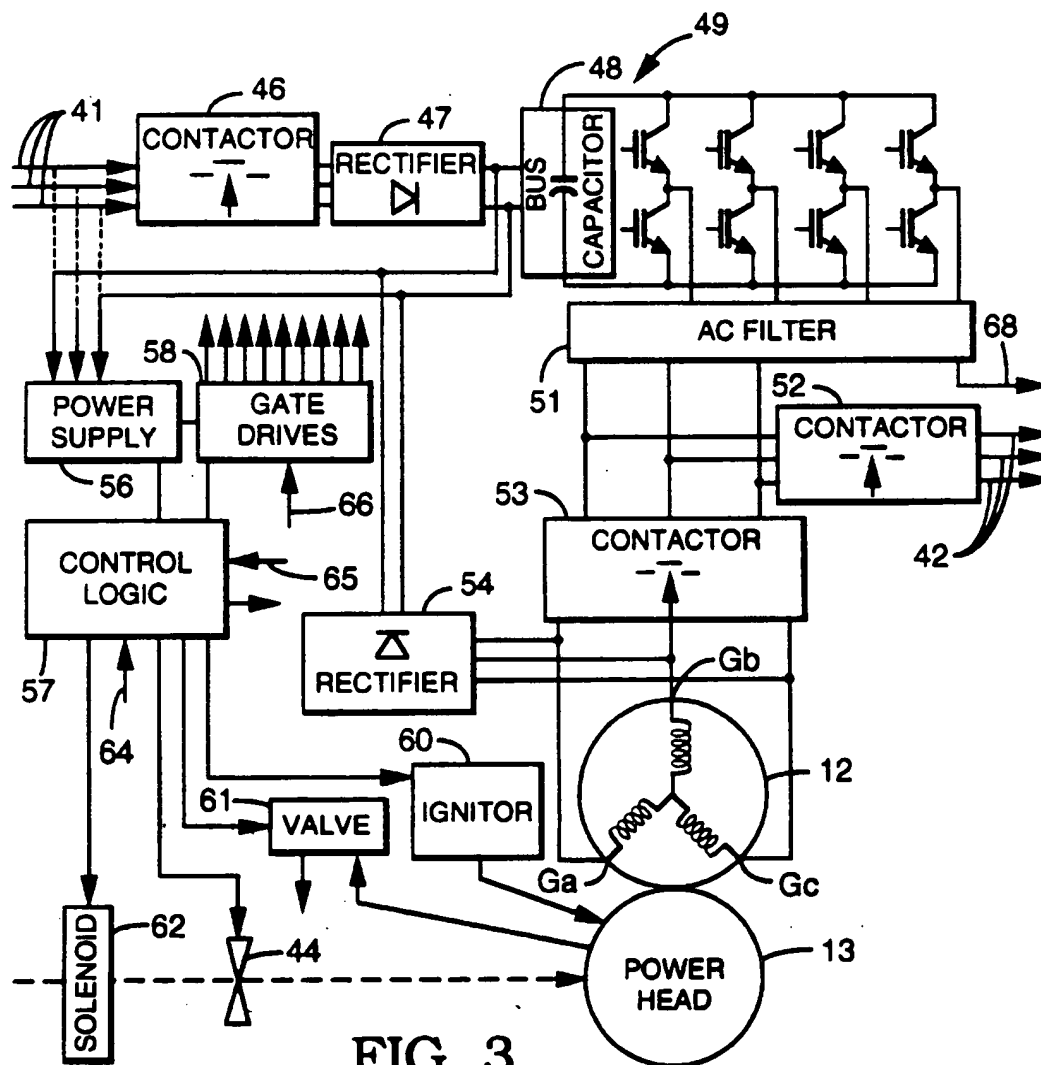 49
48
46
41
47
CONTACTOR
RECTIFIER
BUS
CAPACITOR
AC FILTER
68
58
51
52
POWER SUPPLY
GATE DRIVES
CONTACTOR
56
66
53
42
CONTROL LOGIC
CONTACTOR
65
54
57
RECTIFIER
Gb
64
60
12
61
IGNITOR
VALVE
Ga
Gc
SOLENOID
62
44
13
POWER HEAD
FIG. 3